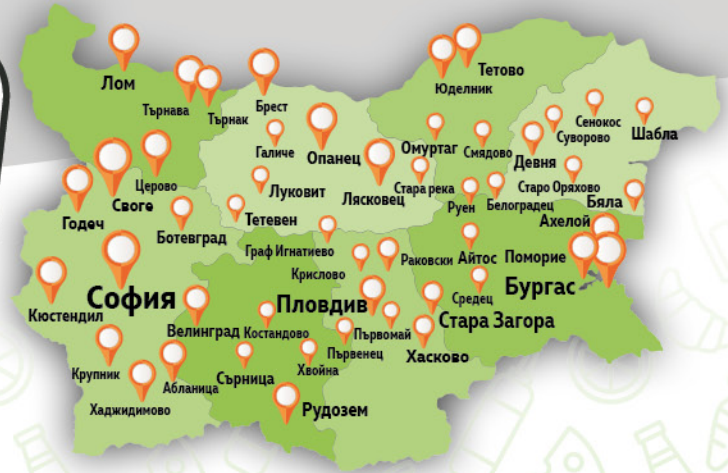 Лом
Търнава
Търнак
Брест
Тетово
Юделник
Галиче
Опанец
Омуртаг
Смядово
Сенокос
Суворово
Шабла
Девня
Церово
Своге
Годеч
Луковит
Лясковец
Стара река
Старо Оряхово
Бяла
Руен
Белоградец
Тетевен
Ботевград
Граф Игнатиево
Ахелой
Крислово
Раковски
Айтос
Поморие
София
Кюстендил
Пловдив
Средец
Бургас
Велинград
Костандово
Първомай
Стара Загора
Първенец
Хасково
Крупник
Абланица
Сърница
Хвойна
Хаджидимово
Рудозем